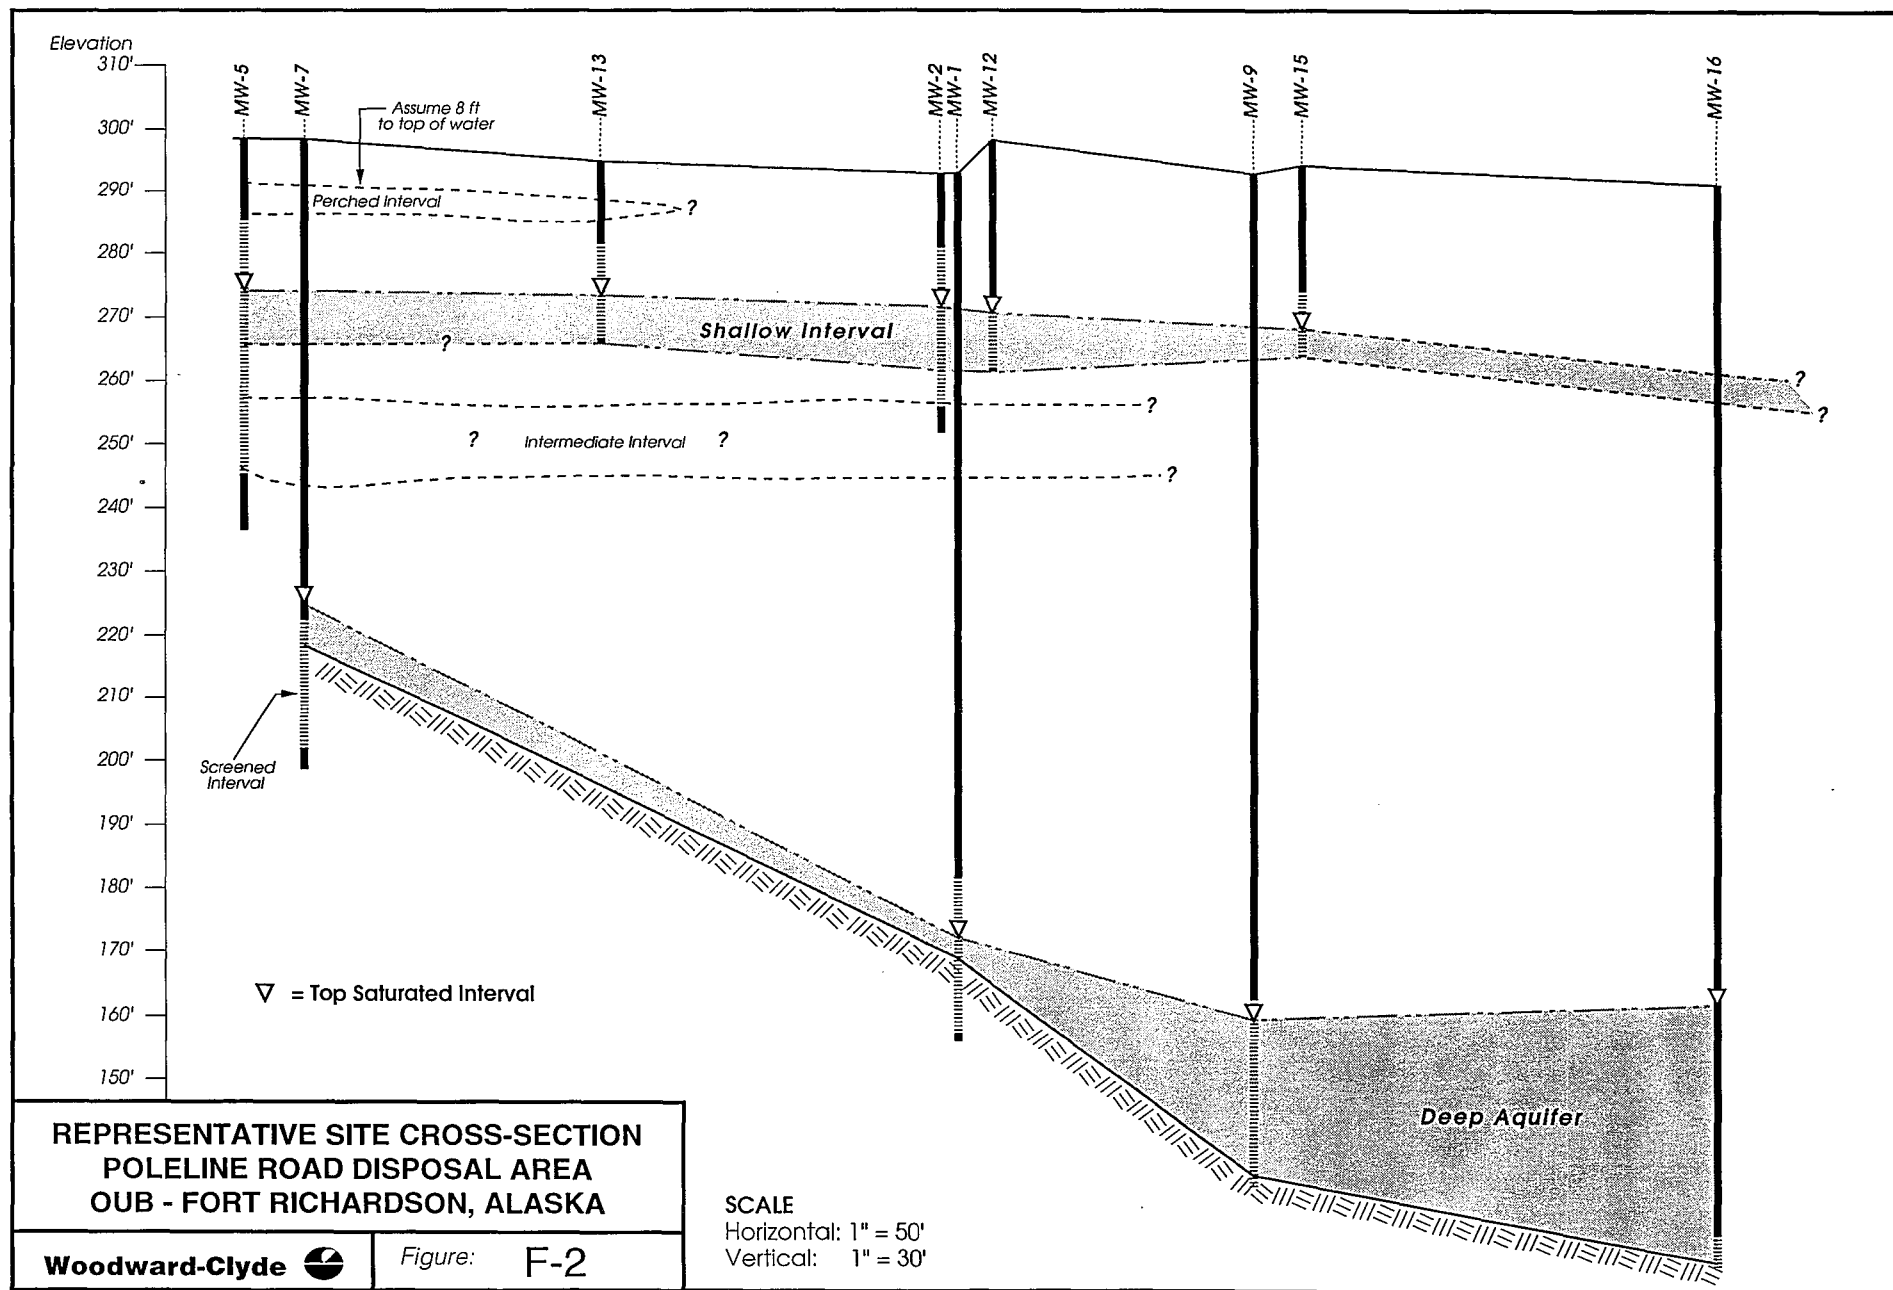 Elevation
310'
300'
290'
280'
270'
260'
250'
240'
230'
220'
210'
200'
190'
180'
170'
160'
150'
MW-5
MW-7
MW-13
MW-2
MW-1
MW-12
MW-9
MW-15
MW-16
Assume 8 ft
to top of water
Perched Interval
?
Shallow Interval
?
?
?
?
? Intermediate Interval ?
?
Screened
Interval
▽ = Top Saturated Interval
Deep Aquifer
REPRESENTATIVE SITE CROSS-SECTION
POLELINE ROAD DISPOSAL AREA
OUB - FORT RICHARDSON, ALASKA
Woodward-Clyde
Figure: F-2
SCALE
Horizontal: 1" = 50'
Vertical: 1" = 30'